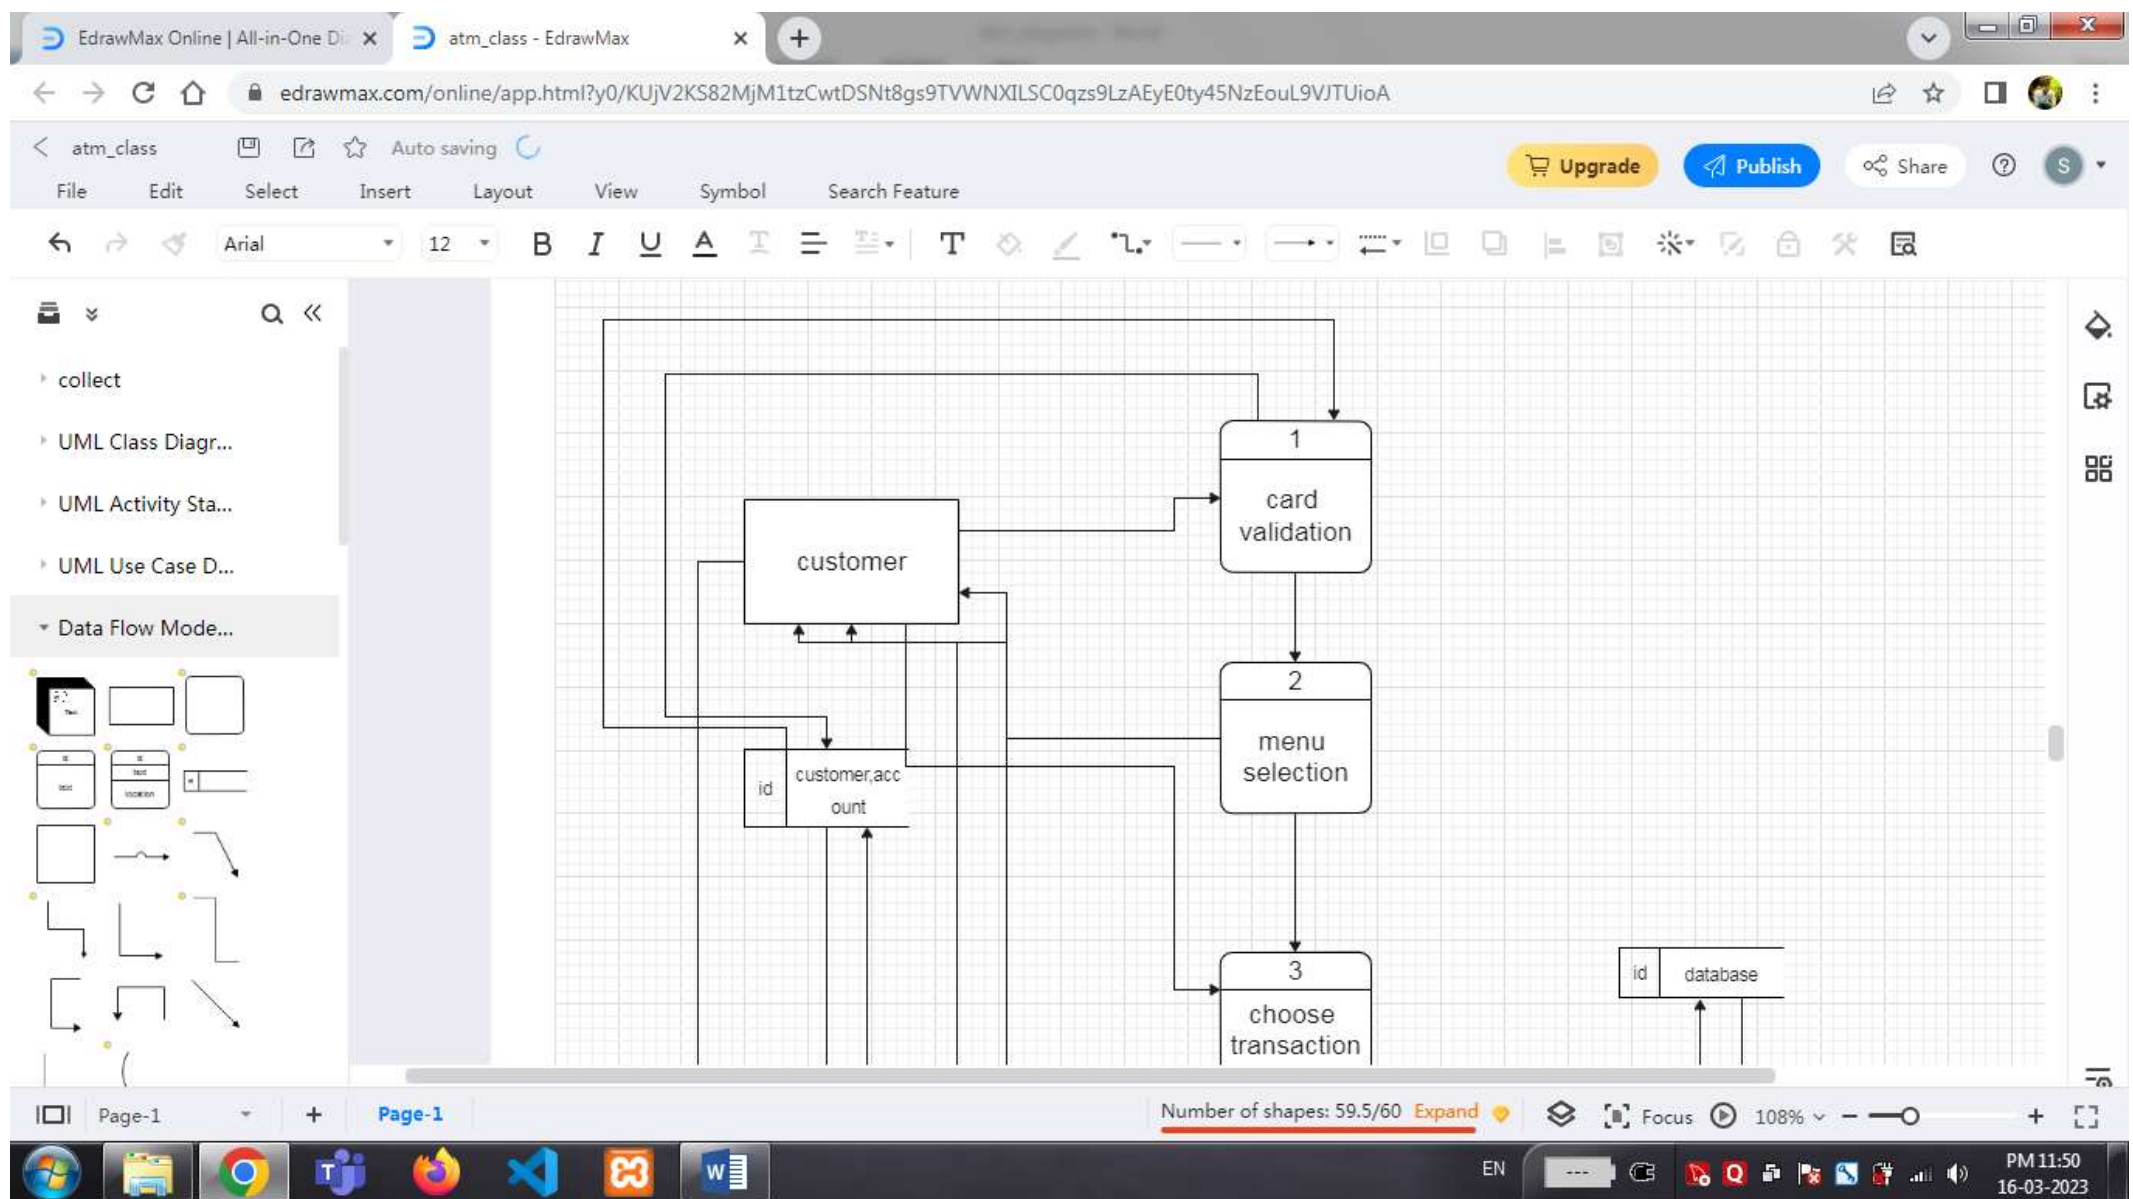 EdrawMax Online | All-in-One Di
atm_class - EdrawMax
edrawmax.com/online/app.html?y0/KUjV2KS82MjM1tzCwtDSNt8gs9TVWNXILSC0qzs9LzAEyE0ty45NzEouL9VJTUioA
atm_class Auto saving
Upgrade Publish Share S
File Edit Select Insert Layout View Symbol Search Feature
Arial 12 B I U A T T
collect
UML Class Diagr...
UML Activity Sta...
UML Use Case D...
Data Flow Mode...
1
card
validation
customer
2
menu
selection
id
customer,acc
ount
3
choose
transaction
id database
Page-1
Page-1
Number of shapes: 59.5/60 Expand
Focus
108%
EN
PM 11:50
16-03-2023